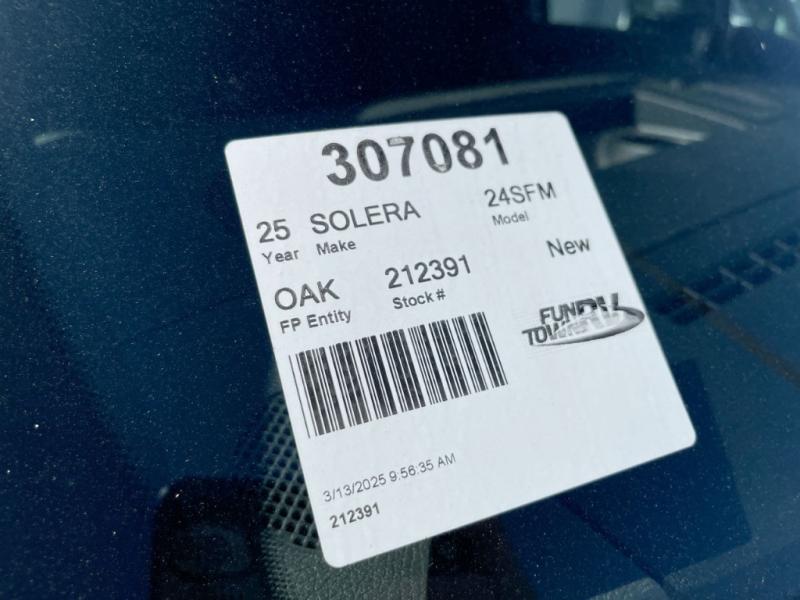 307081
25 SOLERA 24SFM
Year Make Model
OAK 212391 New
FP Entity Stock #
FUN TOWN RV
3/13/2025 9:56:35 AM
212391